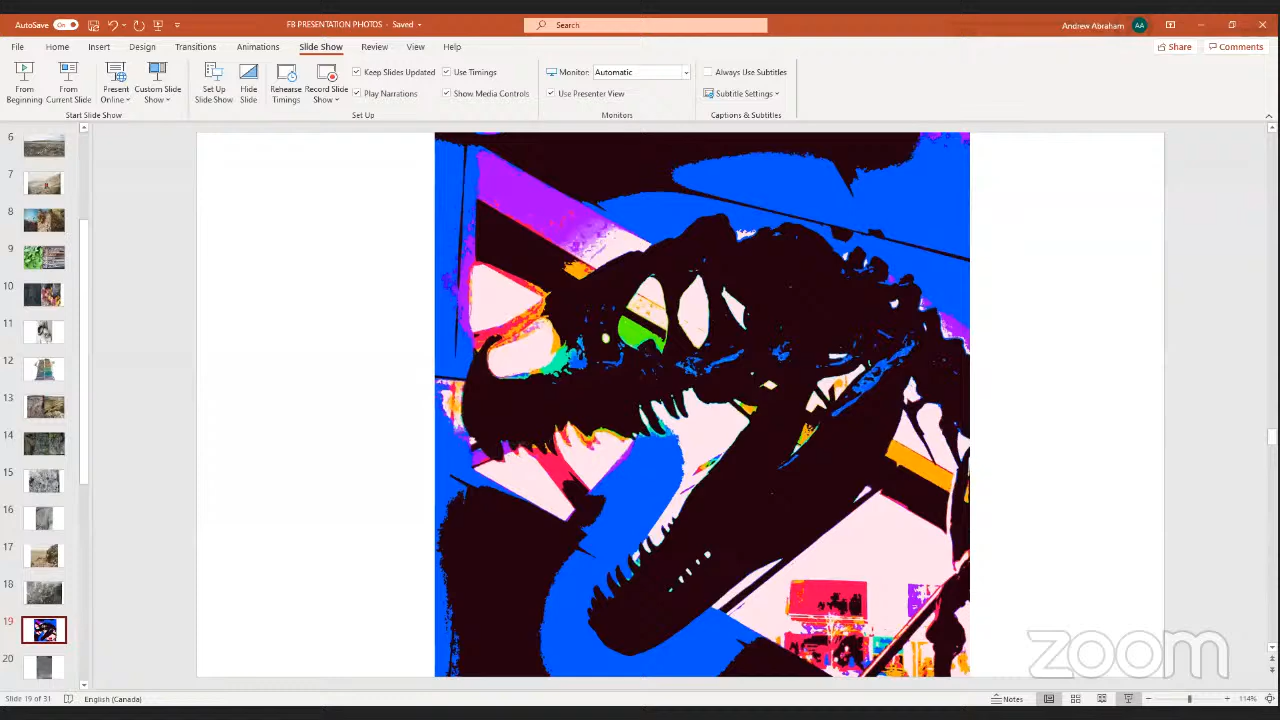 AutoSave On FB PRESENTATION PHOTOS - Saved Search Andrew Abraham AA
File Home Insert Design Transitions Animations Slide Show Review View Help Share Comments
From Beginning
From Current Slide
Present Online
Custom Slide Show
Set Up Slide Show
Hide Slide
Rehearse Timings
Record Slide Show
Keep Slides Updated
Play Narrations
Use Timings
Show Media Controls
Monitor: Automatic
Use Presenter View
Always Use Subtitles
Subtitle Settings
Start Slide Show Set Up Monitors Captions & Subtitles
6
7
8
9
10
11
12
13
14
15
16
17
18
19
20
zoom
Slide 19 of 31 English (Canada) Notes 114%